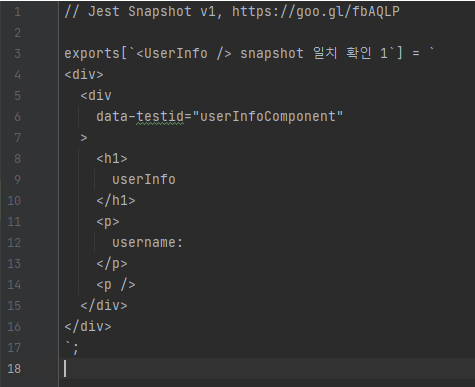 1 // Jest Snapshot v1, https://goo.gl/fbAQLP
2
3 exports[`<UserInfo /> snapshot 일치 확인 1`] = `
4 <div>
5   <div
6     data-testid="userInfoComponent"
7   >
8     <h1>
9       userInfo
10     </h1>
11     <p>
12       username:
13     </p>
14     <p />
15   </div>
16 </div>
17 `;
18